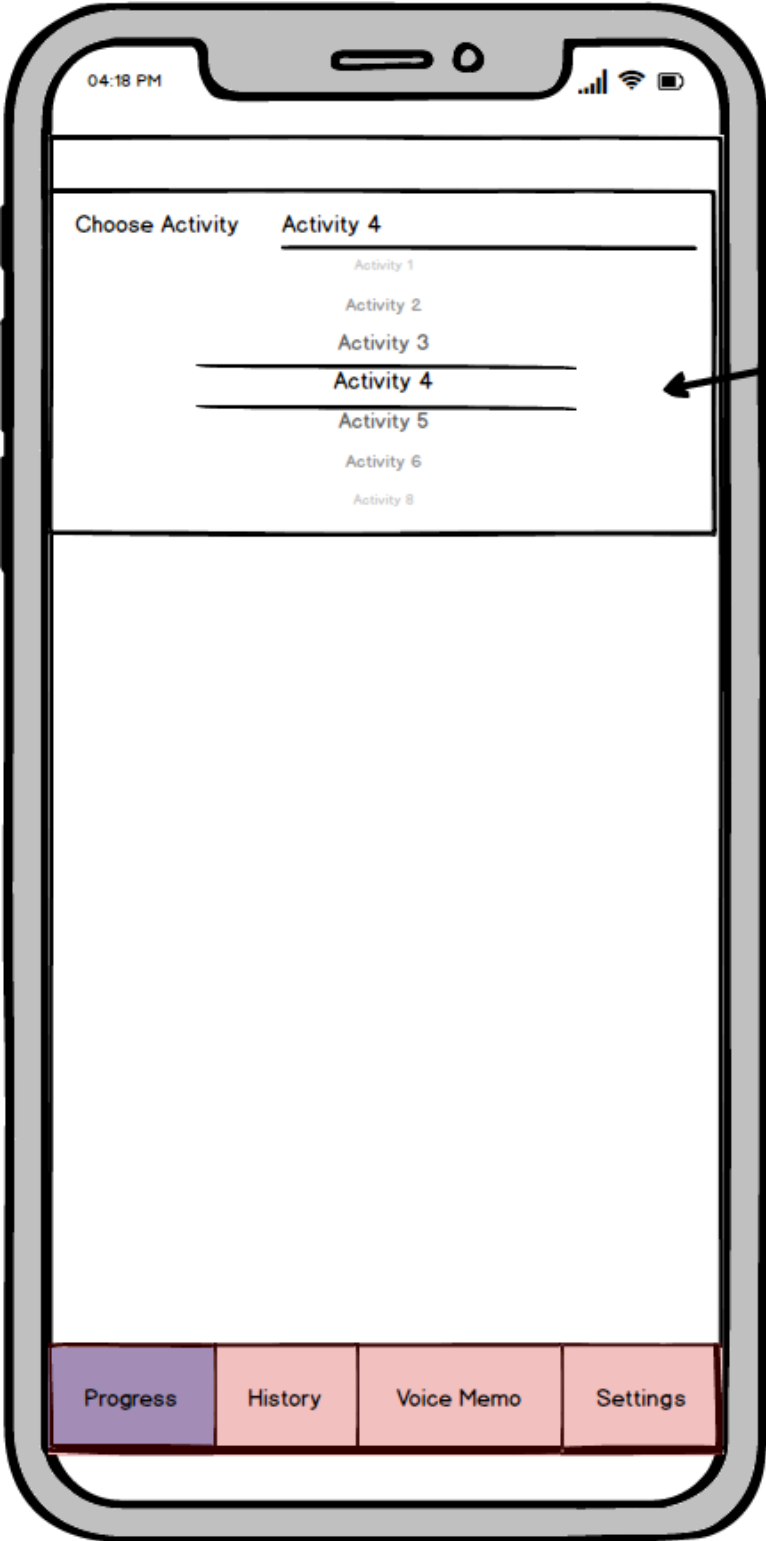 04:18 PM
Choose Activity Activity 4
Activity 1
Activity 2
Activity 3
Activity 4
Activity 5
Activity 6
Activity 8
Progress History Voice Memo Settings